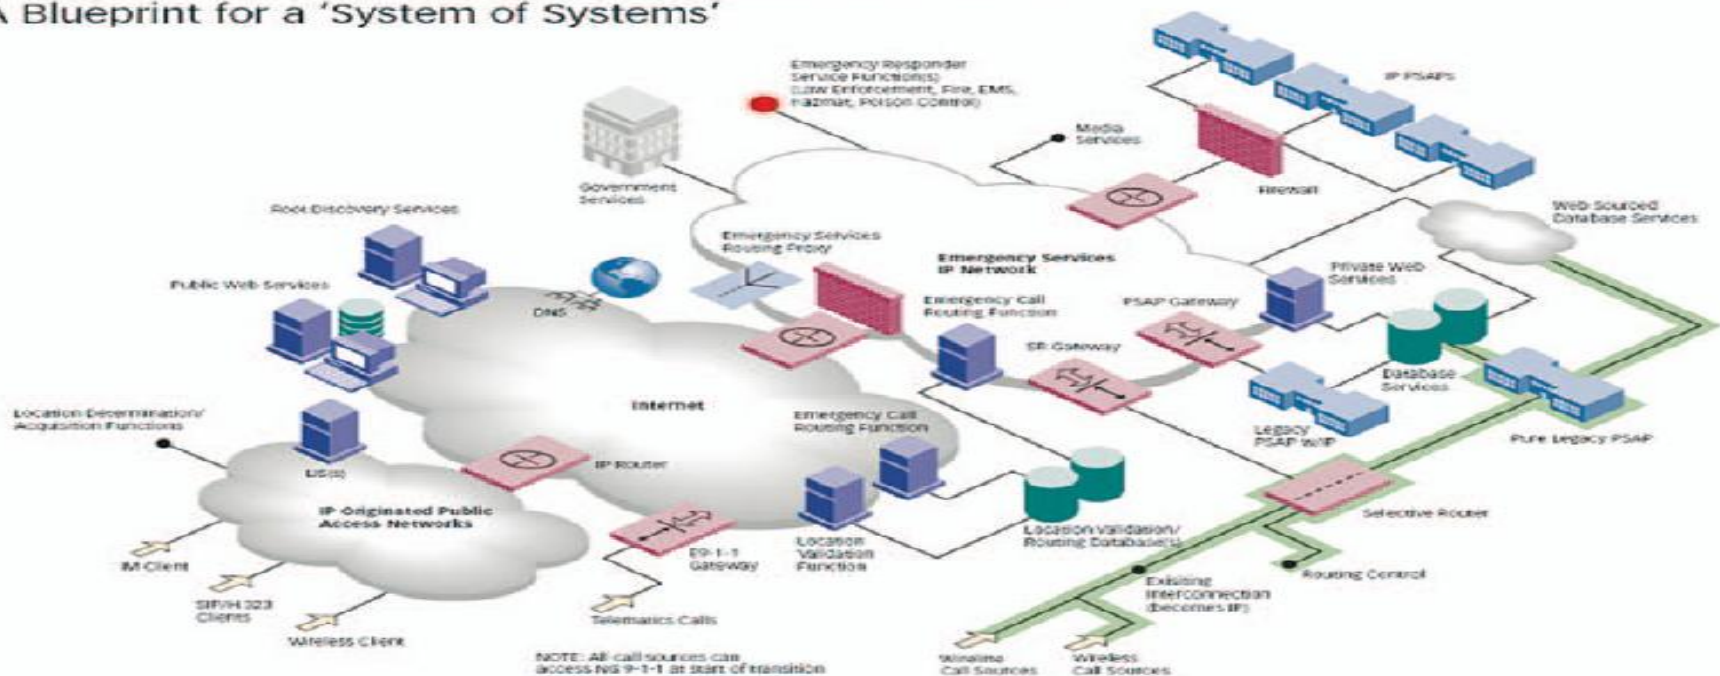 A Blueprint for a 'System of Systems'
Emergency Responder
Service Function(s)
(Law Enforcement, Fire, EMS,
Hazmat, Poison Control)
IP PSAPs
Media
Services
Government
Services
Firewall
Root Discovery Services
Web Sourced
Database Services
Emergency Services
Routing Proxy
Emergency Services
IP Network
Private Web
Services
Public Web Services
DNS
Emergency Call
Routing Function
PSAP Gateway
SR Gateway
Database
Services
Internet
Location Determination/
Acquisition Functions
Emergency Call
Routing Function
Legacy
PSAP W/IP
Pure Legacy PSAP
LIS(s)
IP Router
IP Originated Public
Access Networks
Selective Router
Location Validation/
Routing Database(s)
Location
Validation
Function
E9-1-1
Gateway
IM Client
Routing Control
Exisiting
Interconnection
(becomes IP)
SIP/H 323
Clients
Telematics Calls
Wireless Client
NOTE: All call sources can
access NG 9-1-1 at start of transition
Wireline
Call Sources
Wireless
Call Sources